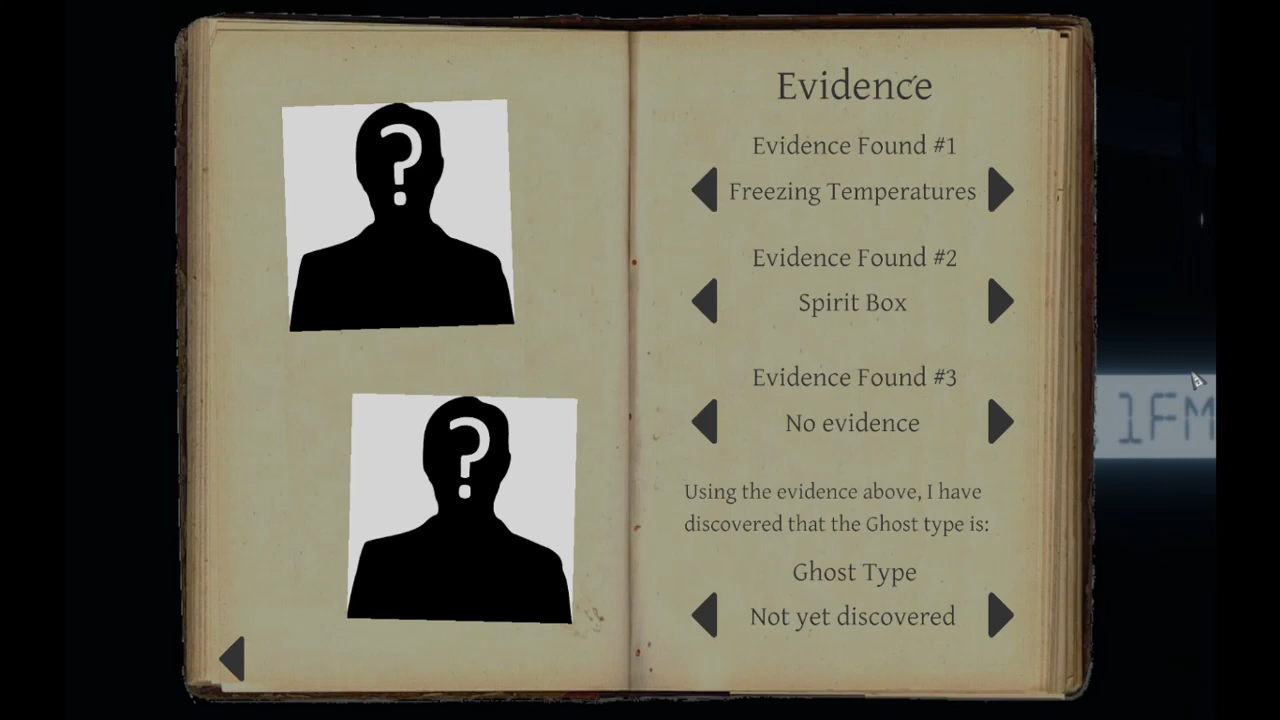 ?
?
Evidence
Evidence Found #1
Freezing Temperatures
Evidence Found #2
Spirit Box
Evidence Found #3
No evidence
Using the evidence above, I have
discovered that the Ghost type is:
Ghost Type
Not yet discovered
1FM